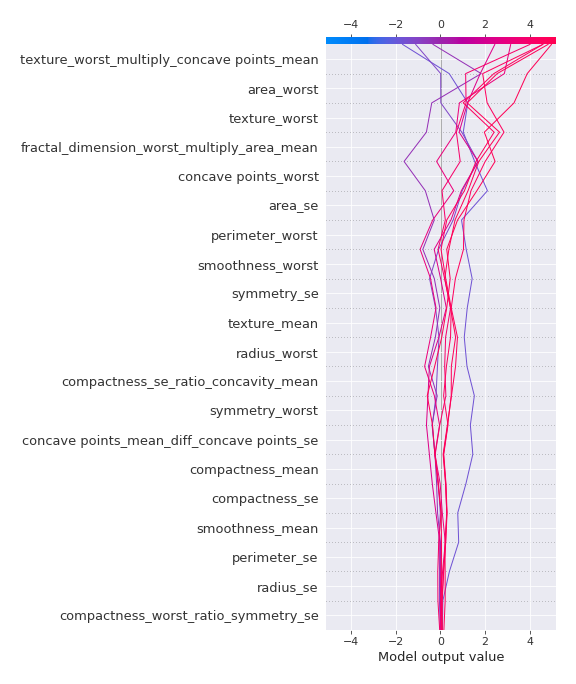 −4 −2 0 2 4
texture_worst_multiply_concave points_mean
area_worst
texture_worst
fractal_dimension_worst_multiply_area_mean
concave points_worst
area_se
perimeter_worst
smoothness_worst
symmetry_se
texture_mean
radius_worst
compactness_se_ratio_concavity_mean
symmetry_worst
concave points_mean_diff_concave points_se
compactness_mean
compactness_se
smoothness_mean
perimeter_se
radius_se
compactness_worst_ratio_symmetry_se
−4 −2 0 2 4
Model output value